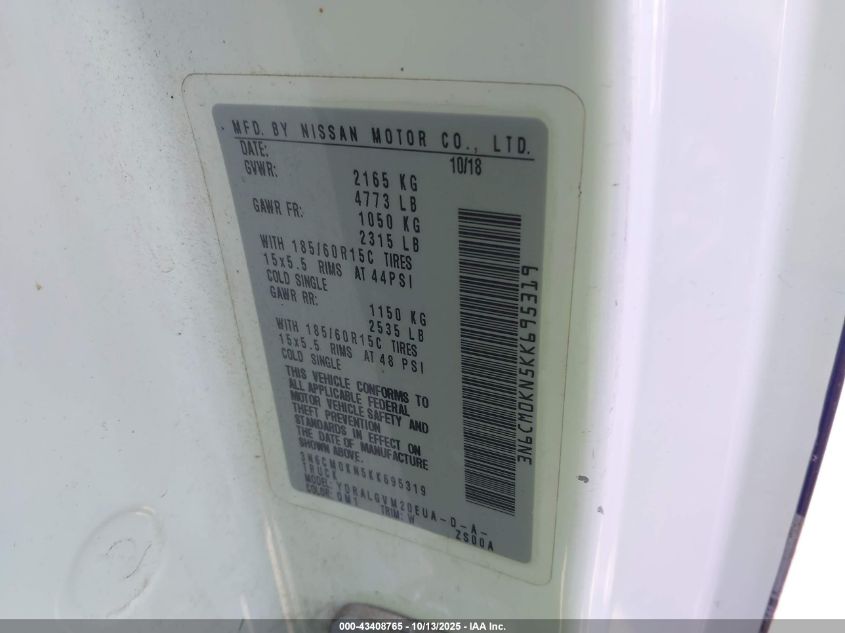 MFD. BY NISSAN MOTOR CO., LTD.
DATE: 10/18
GVWR: 2165 KG
4773 LB
GAWR FR: 1050 KG
2315 LB
WITH 185/60R15C TIRES
15x5.5 RIMS AT 44PSI
COLD SINGLE
GAWR RR: 1150 KG
2535 LB
WITH 185/60R15C TIRES
15x5.5 RIMS AT 48 PSI
COLD SINGLE
THIS VEHICLE CONFORMS TO
ALL APPLICABLE FEDERAL
MOTOR VEHICLE SAFETY AND
THEFT PREVENTION
STANDARDS IN EFFECT ON
THE DATE OF MANUFACTURE
SHOWN ABOVE.
3N6CM0KN5KK695319
TRUCK
MODEL: YDRALGVM20EUA-D-A-
COLOR: QM1 TRIM: W ZS00A
3N6CM0KN5KK695319
000-43408765 - 10/13/2025 - IAA Inc.